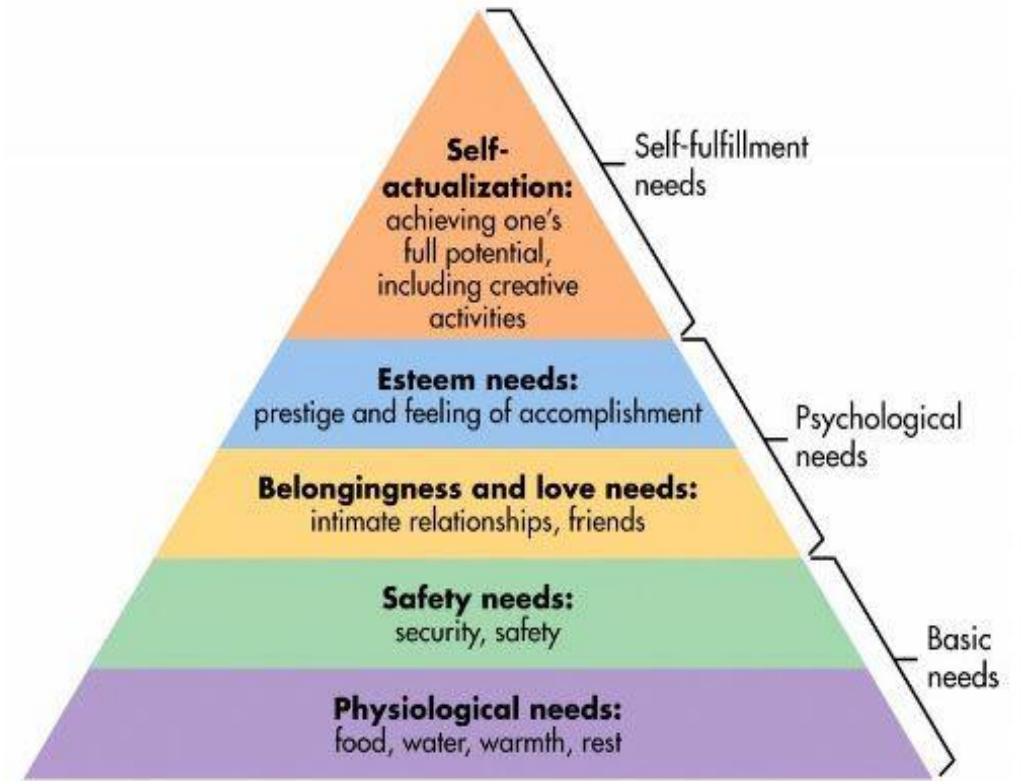 Self-
actualization:
achieving one's
full potential,
including creative
activities
Self-fulfillment
needs
Esteem needs:
prestige and feeling of accomplishment
Psychological
needs
Belongingness and love needs:
intimate relationships, friends
Safety needs:
security, safety
Basic
needs
Physiological needs:
food, water, warmth, rest